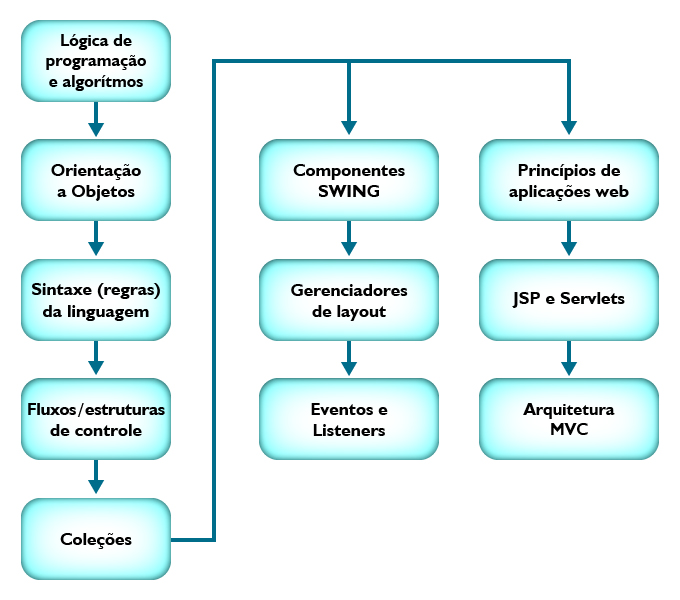 Lógica de
programação
e algorítmos
Orientação
a Objetos
Sintaxe (regras)
da linguagem
Fluxos/estruturas
de controle
Coleções
Componentes
SWING
Gerenciadores
de layout
Eventos e
Listeners
Princípios de
aplicações web
JSP e Servlets
Arquitetura
MVC